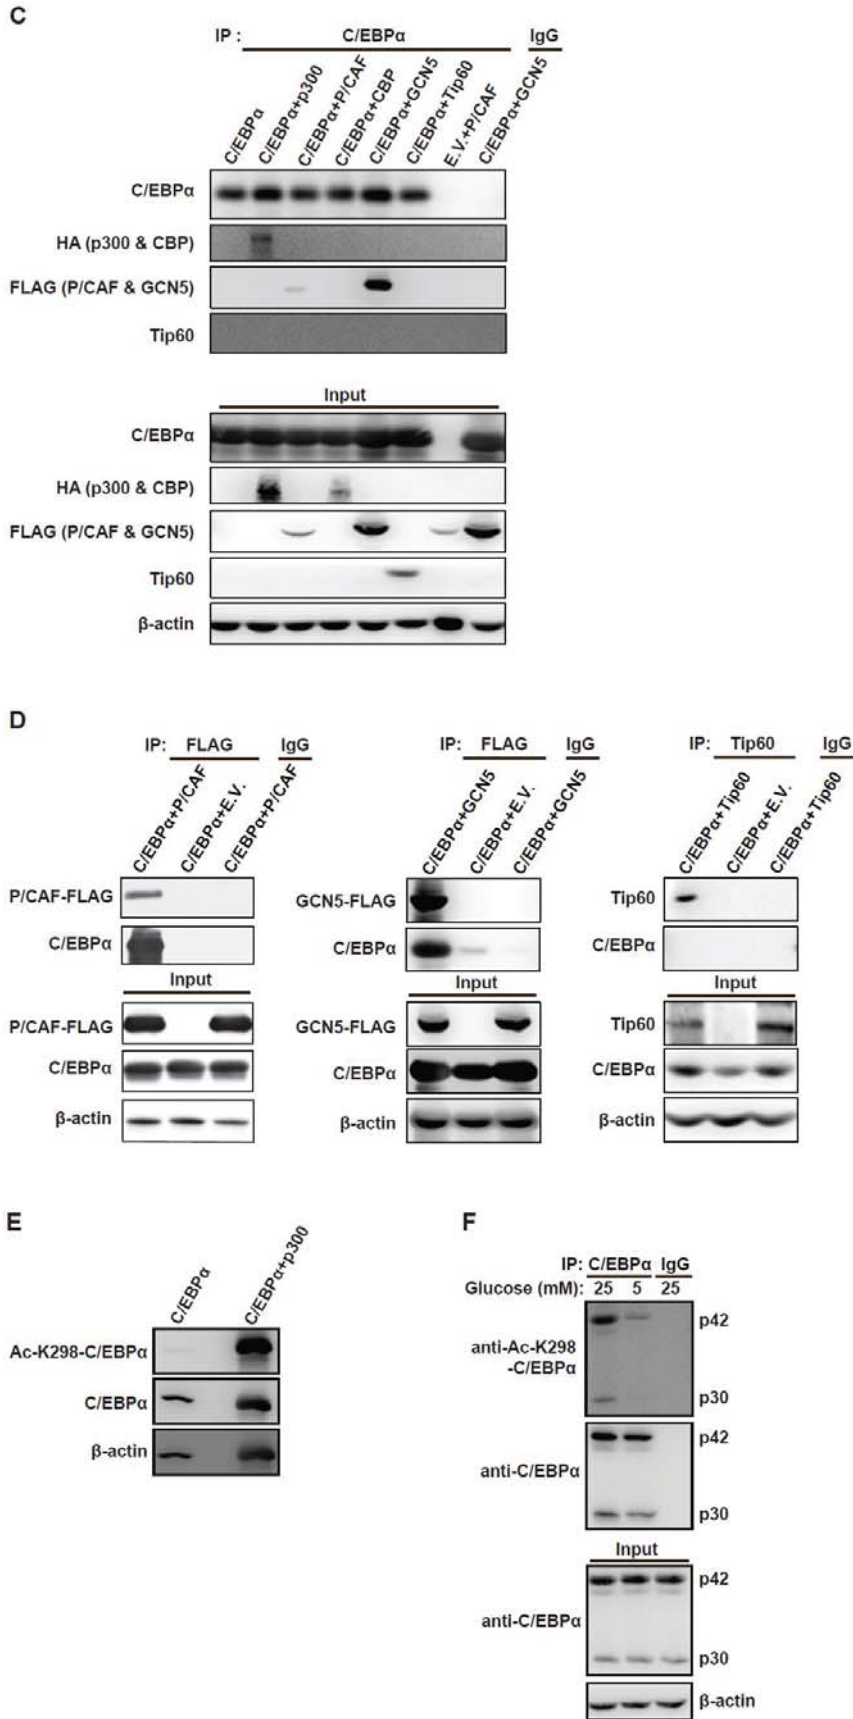 C
IP : C/EBPα IgG
C/EBPα
C/EBPα+p300
C/EBPα+P/CAF
C/EBPα+CBP
C/EBPα+GCN5
C/EBPα+Tip60
E.V.+P/CAF
C/EBPα+GCN5
C/EBPα
HA (p300 & CBP)
FLAG (P/CAF & GCN5)
Tip60
Input
C/EBPα
HA (p300 & CBP)
FLAG (P/CAF & GCN5)
Tip60
β-actin
D
IP: FLAG IgG
C/EBPα+P/CAF
C/EBPα+E.V.
C/EBPα+P/CAF
P/CAF-FLAG
C/EBPα
Input
P/CAF-FLAG
C/EBPα
β-actin
IP: FLAG IgG
C/EBPα+GCN5
C/EBPα+E.V.
C/EBPα+GCN5
GCN5-FLAG
C/EBPα
Input
GCN5-FLAG
C/EBPα
β-actin
IP: Tip60 IgG
C/EBPα+Tip60
C/EBPα+E.V.
C/EBPα+Tip60
Tip60
C/EBPα
Input
Tip60
C/EBPα
β-actin
E
C/EBPα
C/EBPα+p300
Ac-K298-C/EBPα
C/EBPα
β-actin
F
IP: C/EBPα IgG
Glucose (mM): 25 5 25
p42
anti-Ac-K298
-C/EBPα
p30
p42
anti-C/EBPα
p30
Input
p42
anti-C/EBPα
p30
β-actin